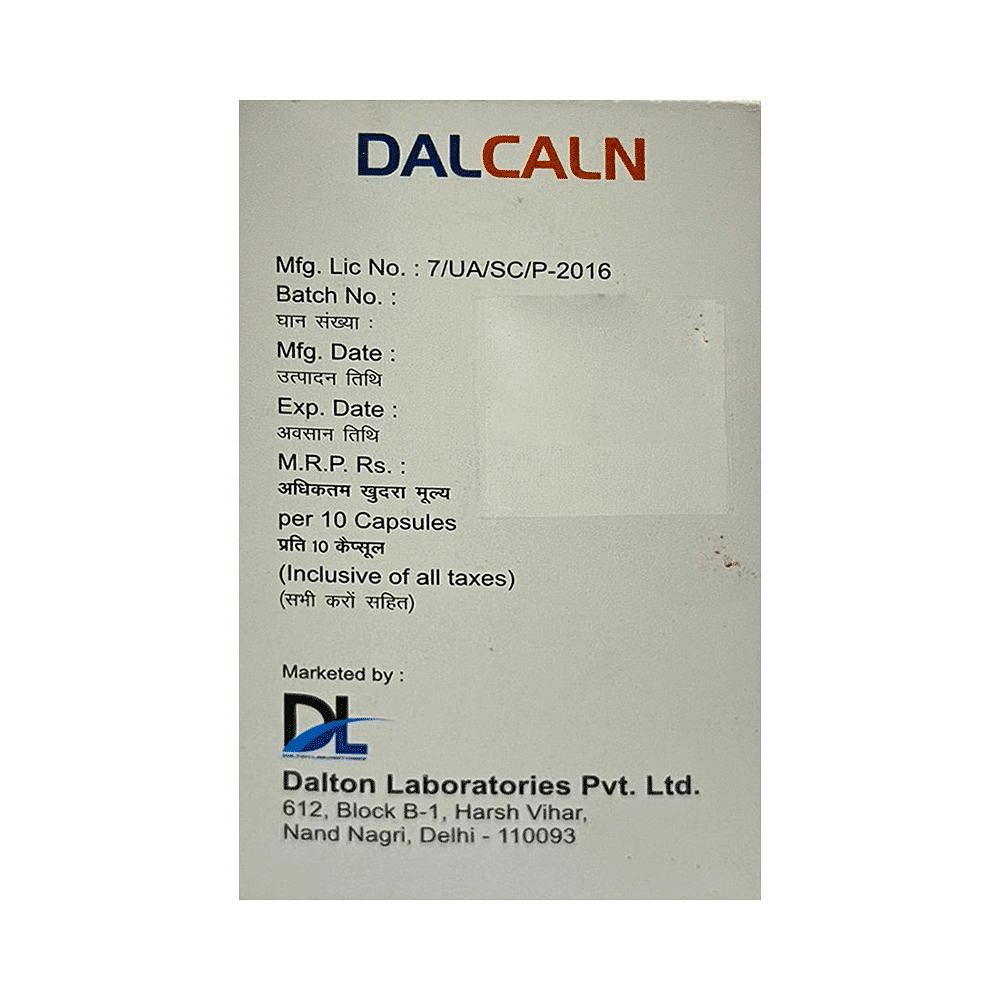 DALCALN
Mfg. Lic No. : 7/UA/SC/P-2016
Batch No. :
घान संख्या :
Mfg. Date :
उत्पादन तिथि
Exp. Date :
अवसान तिथि
M.R.P. Rs. :
अधिकतम खुदरा मूल्य
per 10 Capsules
प्रति 10 कैप्सूल
(Inclusive of all taxes)
(सभी करों सहित)
Marketed by :
DL
DALTON LABORATORIES
Dalton Laboratories Pvt. Ltd.
612, Block B-1, Harsh Vihar,
Nand Nagri, Delhi - 110093